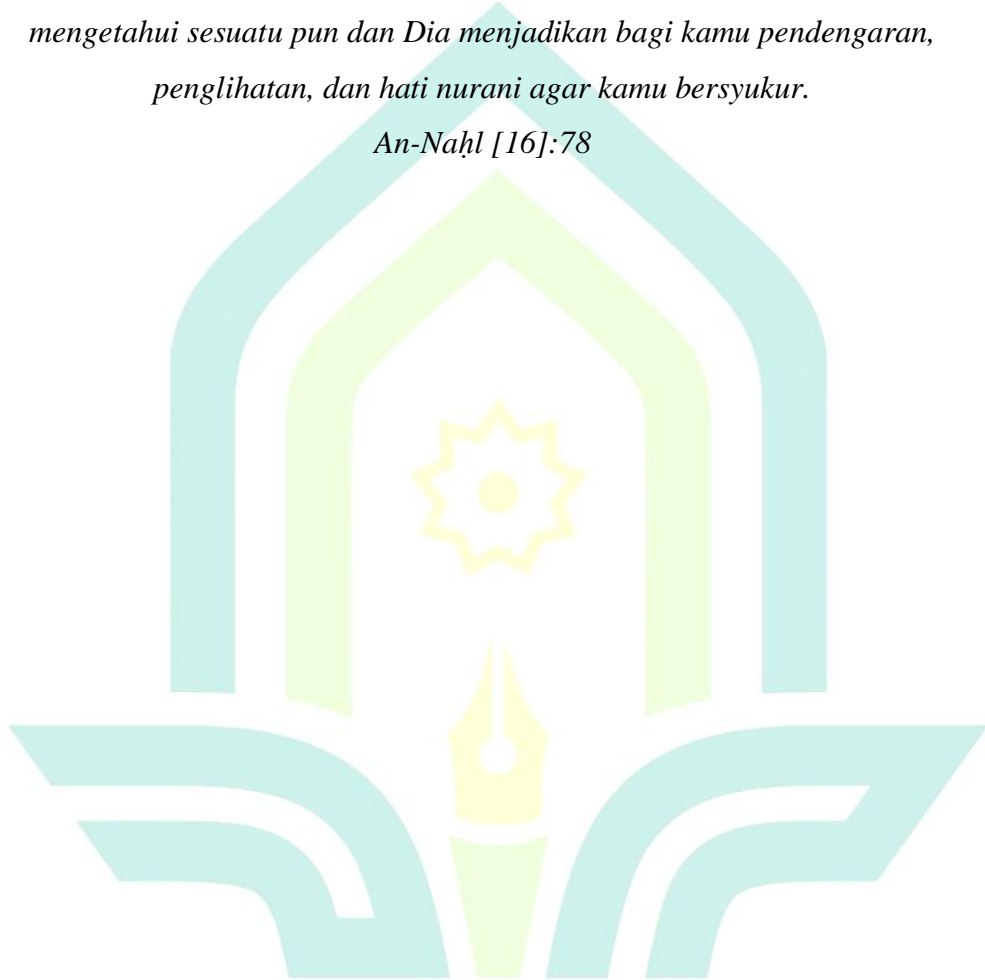 mengetahui sesuatu pun dan Dia menjadikan bagi kamu pendengaran,
penglihatan, dan hati nurani agar kamu bersyukur.
An-Naḥl [16]:78